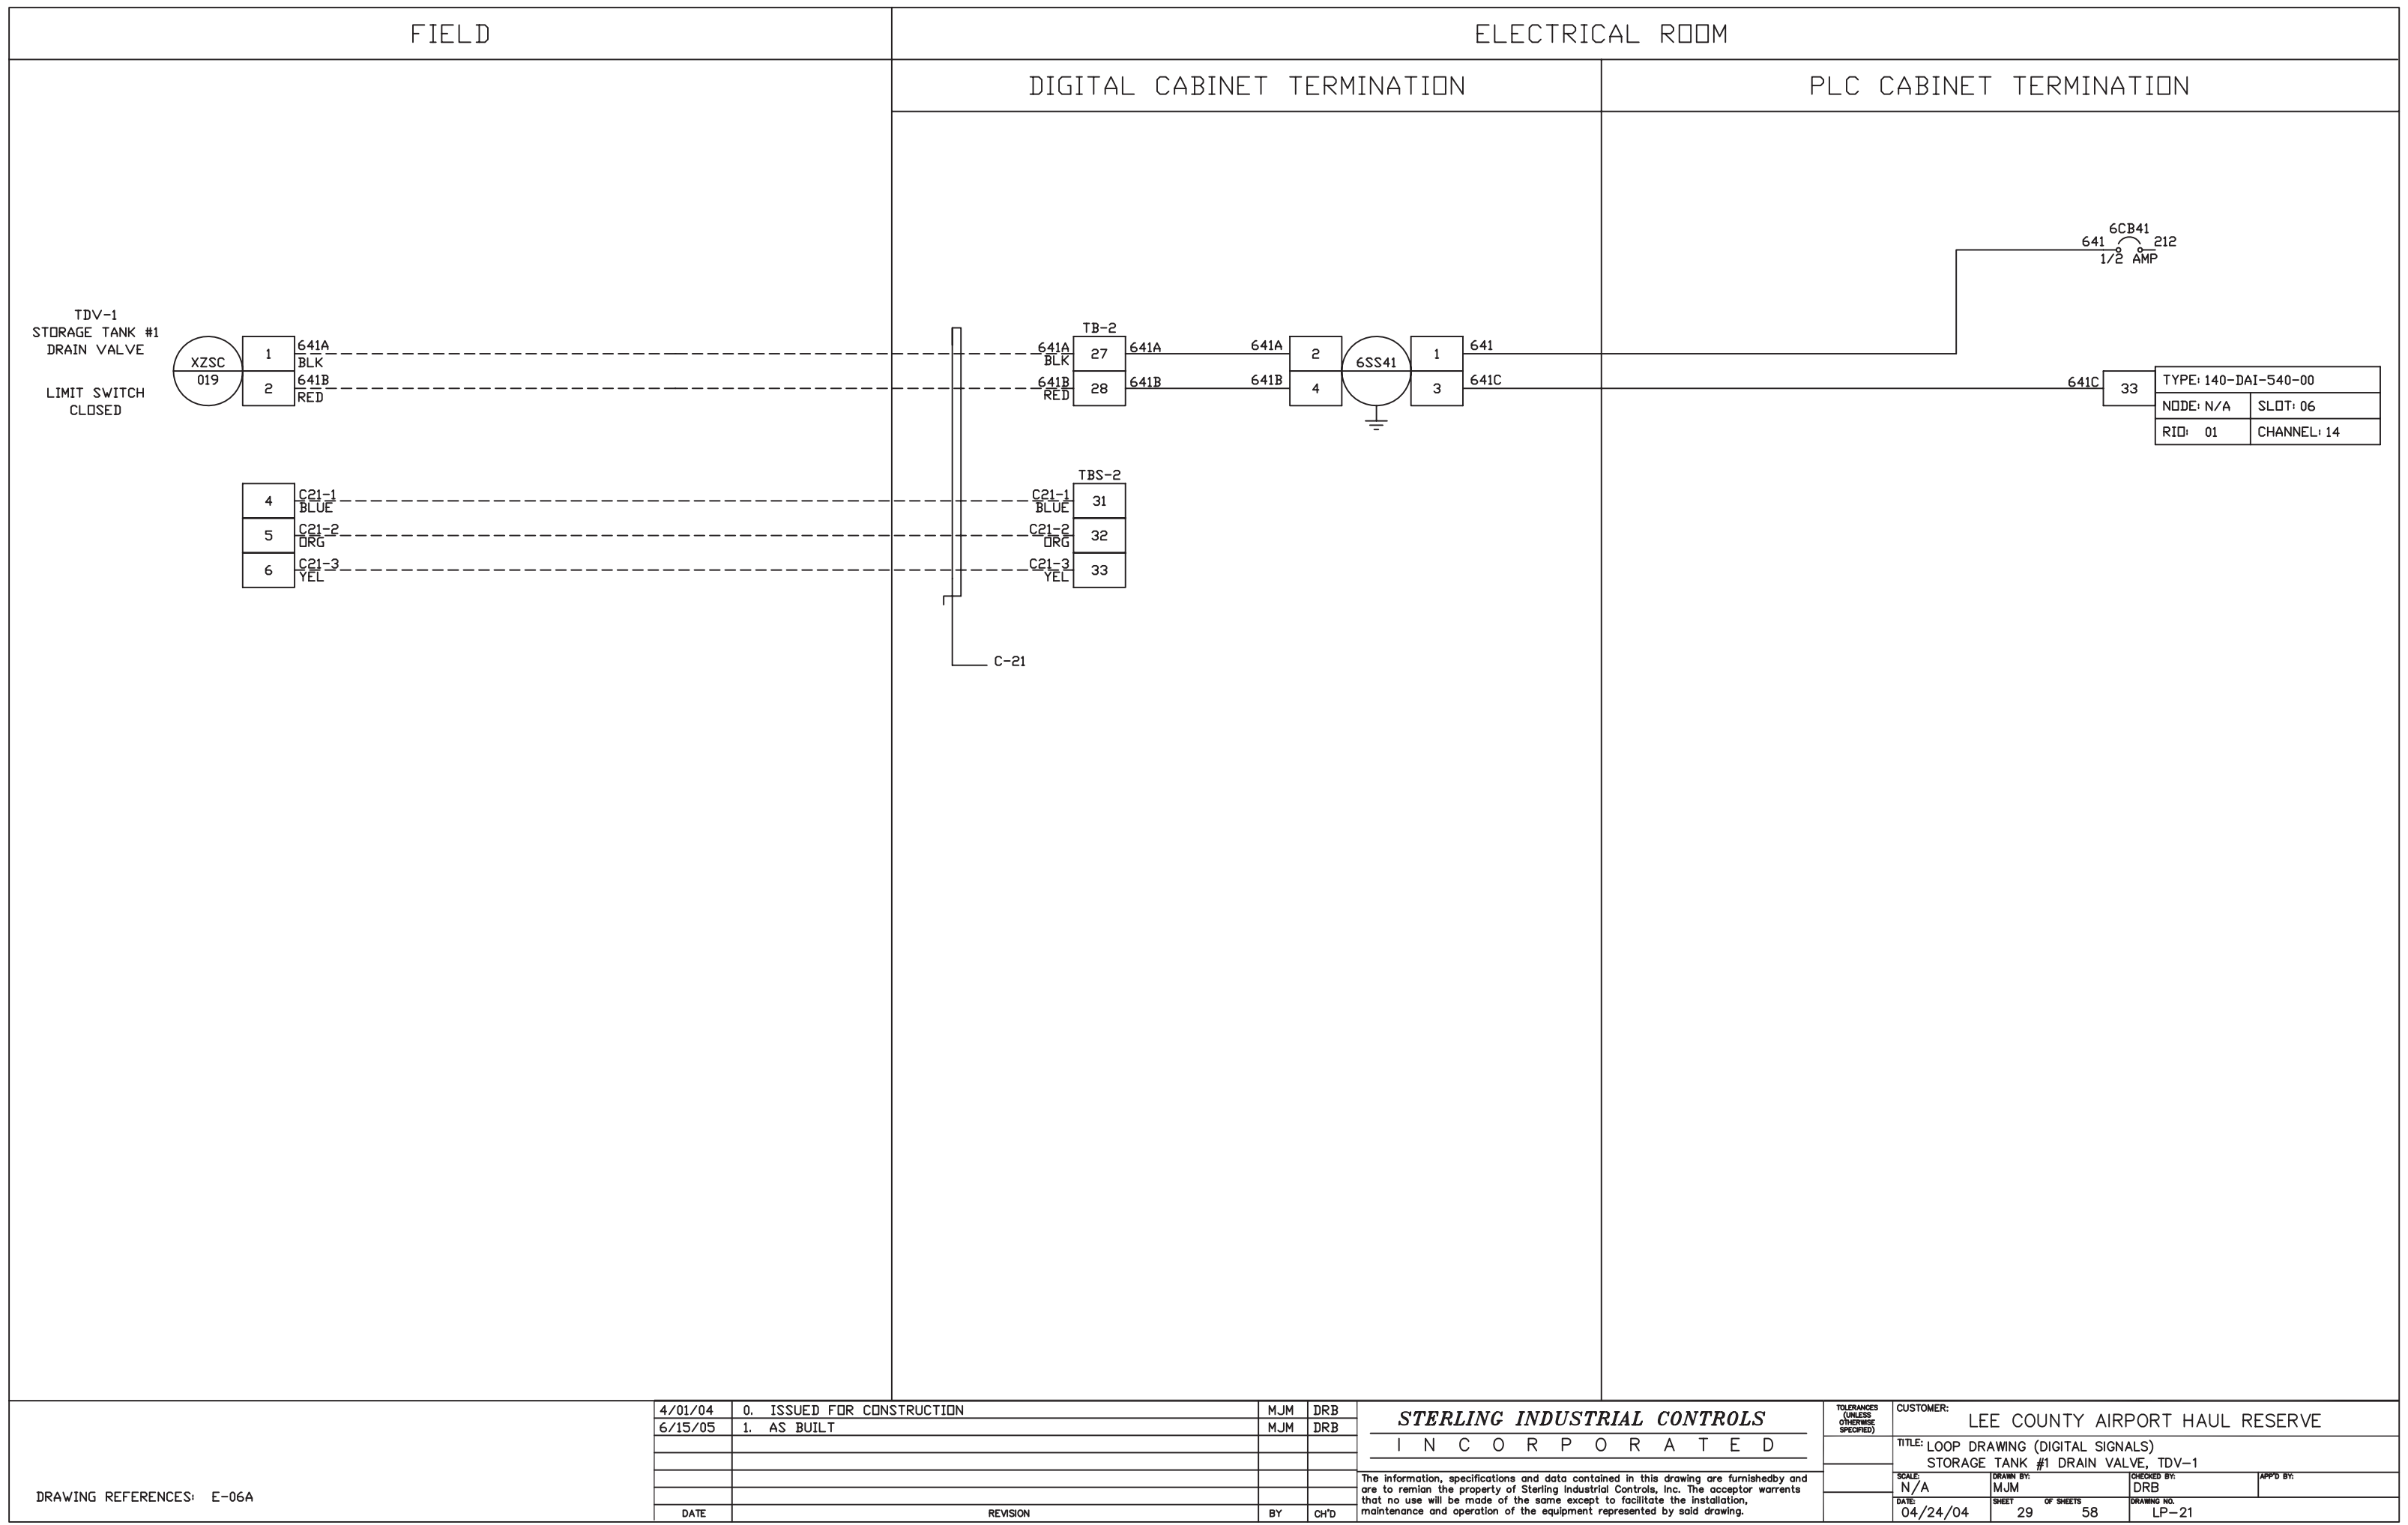 FIELD
ELECTRICAL ROOM
DIGITAL CABINET TERMINATION
PLC CABINET TERMINATION
6CB41
641 212
1/2 AMP
TDV-1
STORAGE TANK #1
DRAIN VALVE
LIMIT SWITCH
CLOSED
XZSC
019
1
641A
BLK
2
641B
RED
TB-2
641A
BLK
27
641A
641A
2
641B
RED
28
641B
641B
4
6SS41
1
641
3
641C
641C
33
TYPE: 140-DAI-540-00
NODE: N/A SLOT: 06
RIO: 01 CHANNEL: 14
4
C21-1
BLUE
5
C21-2
ORG
6
C21-3
YEL
TBS-2
C21-1
BLUE
31
C21-2
ORG
32
C21-3
YEL
33
C-21
DRAWING REFERENCES: E-06A
4/01/04 0. ISSUED FOR CONSTRUCTION MJM DRB
6/15/05 1. AS BUILT MJM DRB
DATE REVISION BY CH'D
STERLING INDUSTRIAL CONTROLS
INCORPORATED
The information, specifications and data contained in this drawing are furnishedby and
are to remian the property of Sterling Industrial Controls, Inc. The acceptor warrents
that no use will be made of the same except to facilitate the installation,
maintenance and operation of the equipment represented by said drawing.
TOLERANCES
(UNLESS
OTHERWISE
SPECIFIED)
CUSTOMER:
LEE COUNTY AIRPORT HAUL RESERVE
TITLE: LOOP DRAWING (DIGITAL SIGNALS)
STORAGE TANK #1 DRAIN VALVE, TDV-1
SCALE: DRAWN BY: CHECKED BY: APP'D BY:
N/A MJM DRB
DATE: SHEET OF SHEETS DRAWING NO.
04/24/04 29 58 LP-21